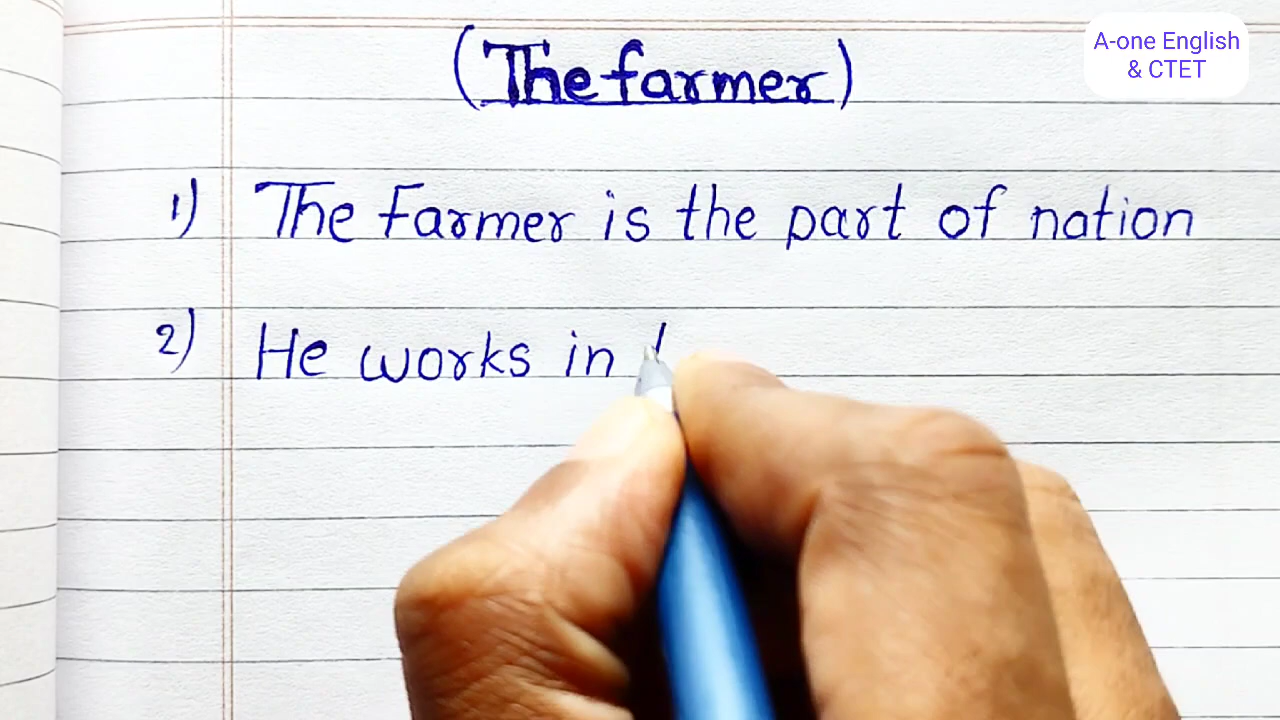 A-one English
& CTET
(The farmer)
1) The Farmer is the part of nation
2) He works in